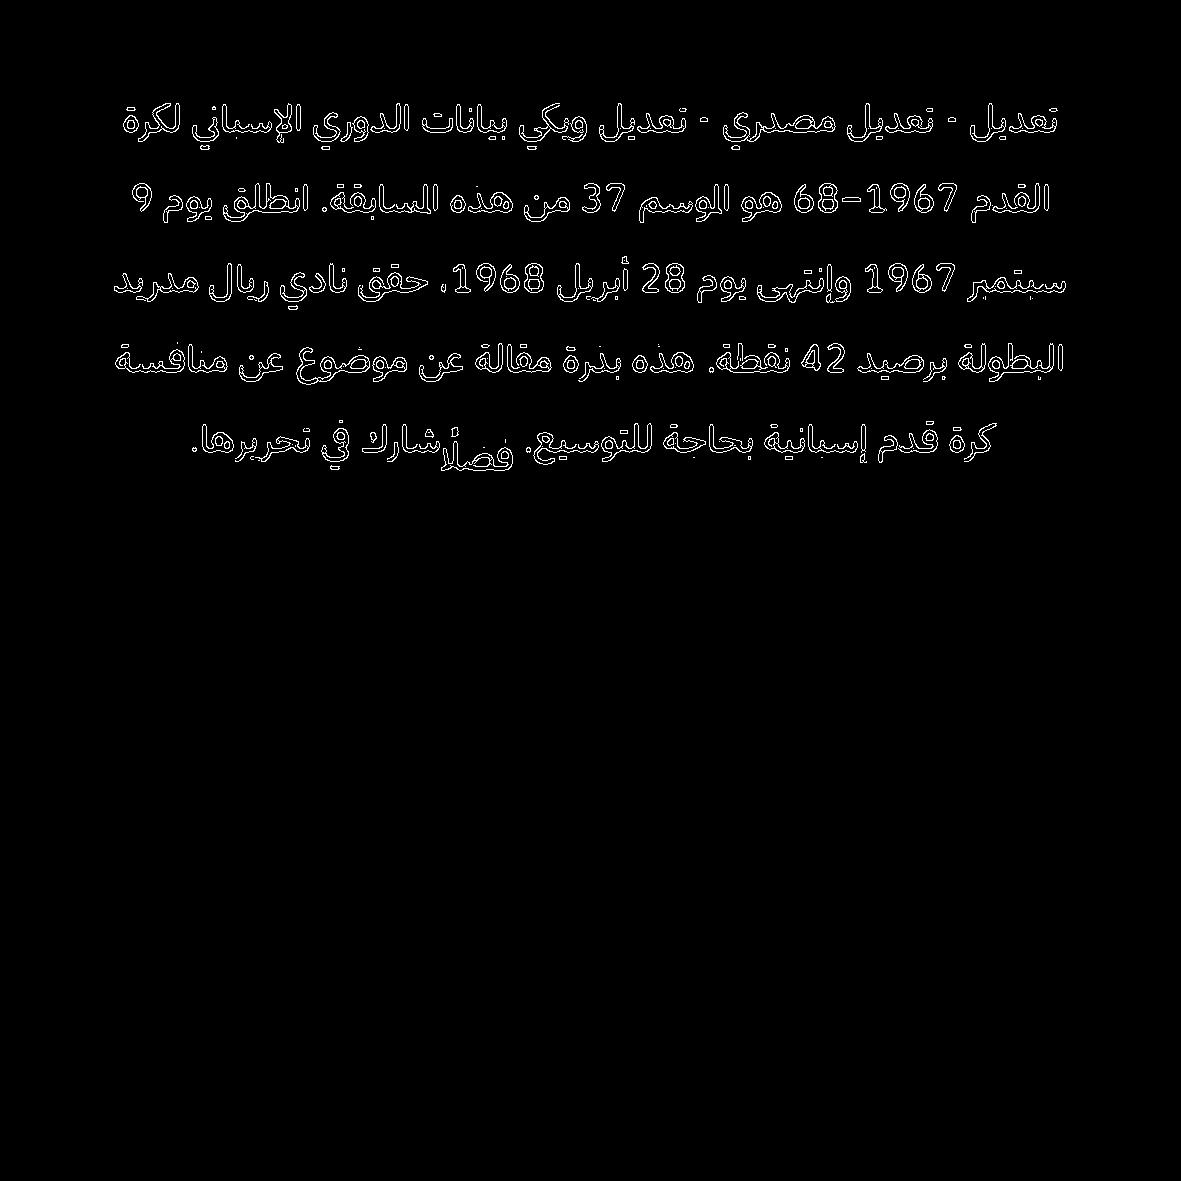 تعديل - تعديل مصدري - تعديل ويكي بيانات الدوري الإسباني لكرة
القدم 1967–68 هو الموسم 37 من هذه المسابقة. انطلق يوم 9
سبتمبر 1967 وإنتهى يوم 28 أبريل 1968، حقق نادي ريال مدريد
البطولة برصيد 42 نقطة. هذه بذرة مقالة عن موضوع عن منافسة
كرة قدم إسبانية بحاجة للتوسيع. فضلًا شارك في تحريرها.